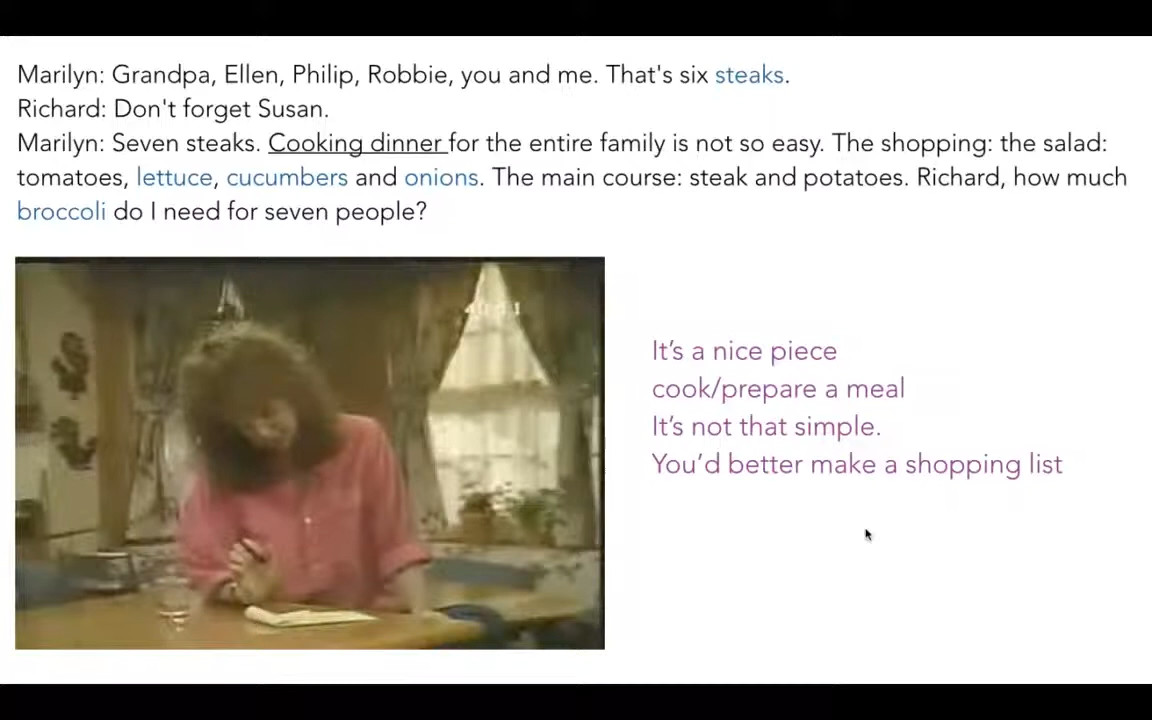 Marilyn: Grandpa, Ellen, Philip, Robbie, you and me. That's six steaks.
Richard: Don't forget Susan.
Marilyn: Seven steaks. Cooking dinner for the entire family is not so easy. The shopping: the salad:
tomatoes, lettuce, cucumbers and onions. The main course: steak and potatoes. Richard, how much
broccoli do I need for seven people?
It's a nice piece
cook/prepare a meal
It's not that simple.
You'd better make a shopping list